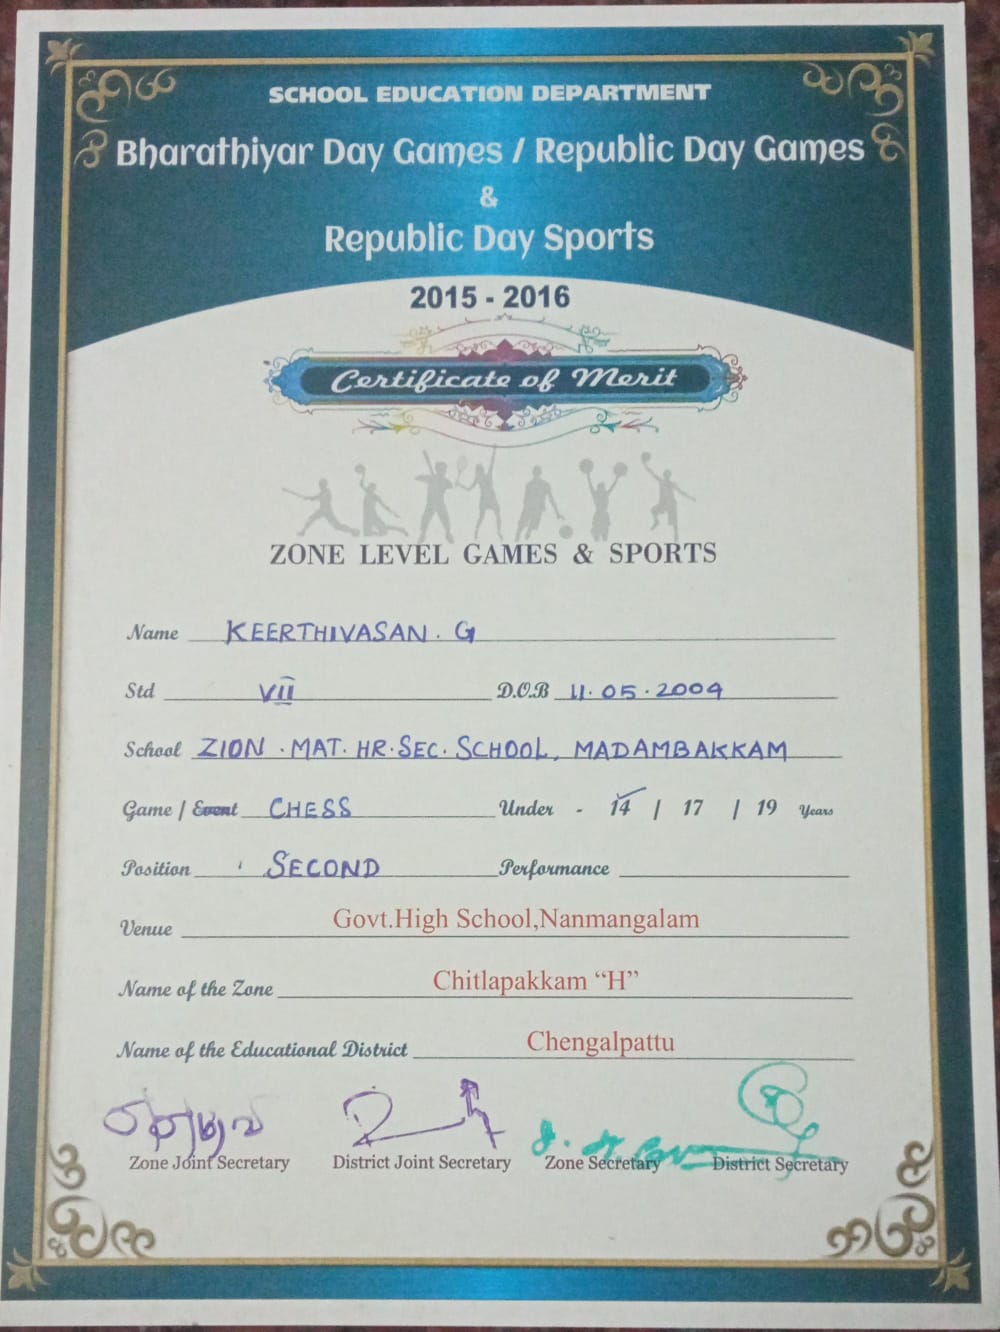 SCHOOL EDUCATION DEPARTMENT
Bharathiyar Day Games / Republic Day Games
&
Republic Day Sports
2015 - 2016
Certificate of Merit
ZONE LEVEL GAMES & SPORTS
Name KEERTHIVASAN. G
Std VII D.O.B 11.05.2009
School ZION .MAT. HR.SEC. SCHOOL, MADAMBAKKAM
Game / Event CHESS Under - 14 / 17 / 19 Years
Position SECOND Performance
Venue Govt.High School,Nanmangalam
Name of the Zone Chitlapakkam “H”
Name of the Educational District Chengalpattu
Zone Joint Secretary District Joint Secretary Zone Secretary District Secretary